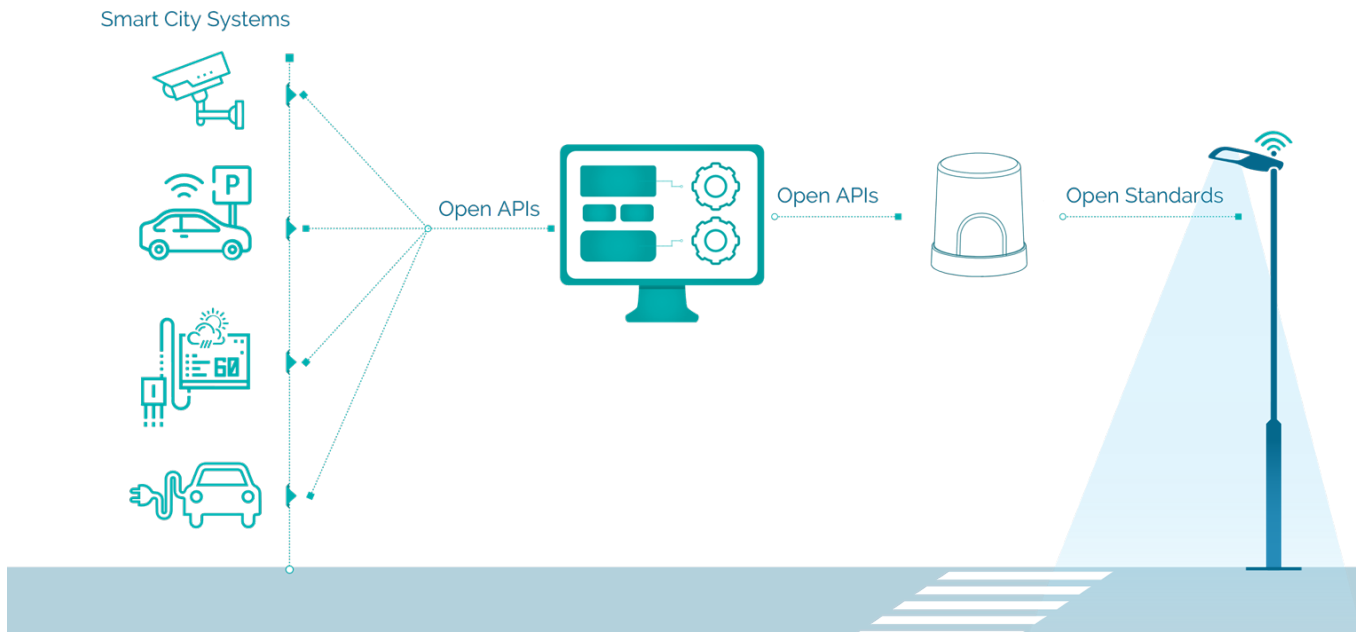 Smart City Systems
P
Open APIs
Open APIs
Open Standards
60